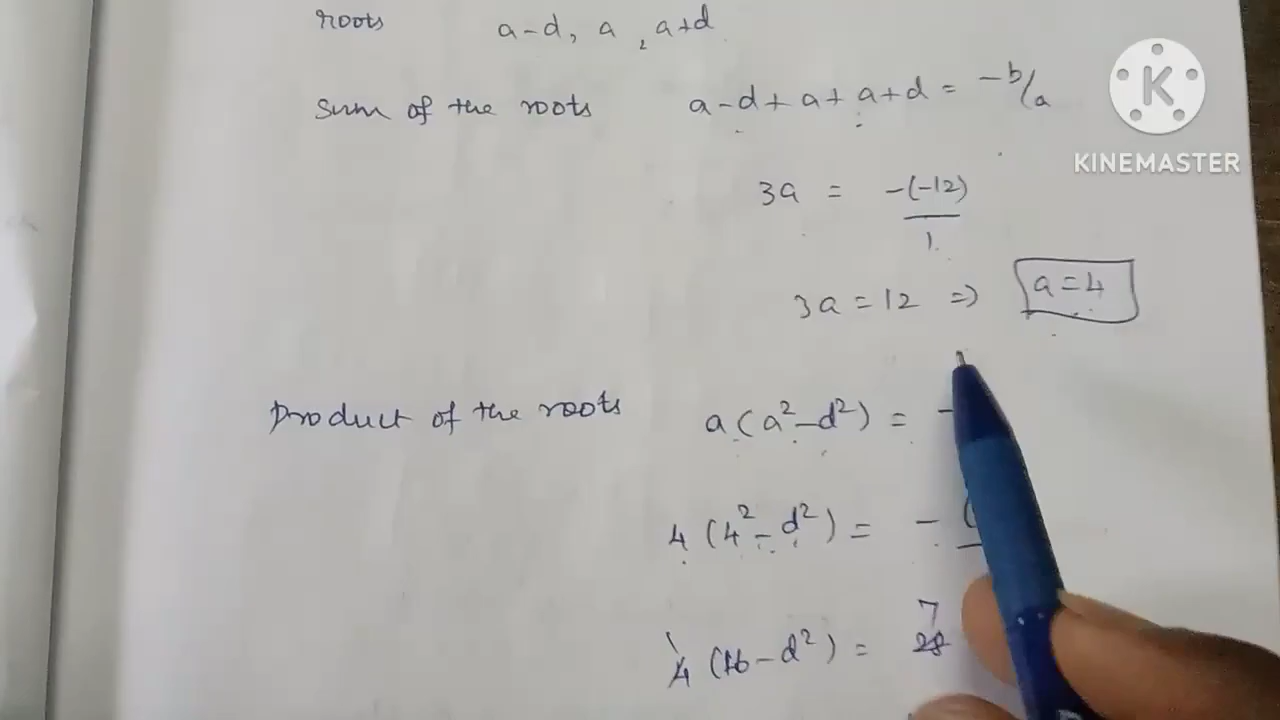 roots a-d, a, a+d
K
KINEMASTER
sum of the roots a-d+a+a+d = -b/a
3a = -(-12)
1
3a = 12 => a=4
product of the roots a(a²-d²) = -
4(4²-d²) = - (
7
4(16-d²) = 28